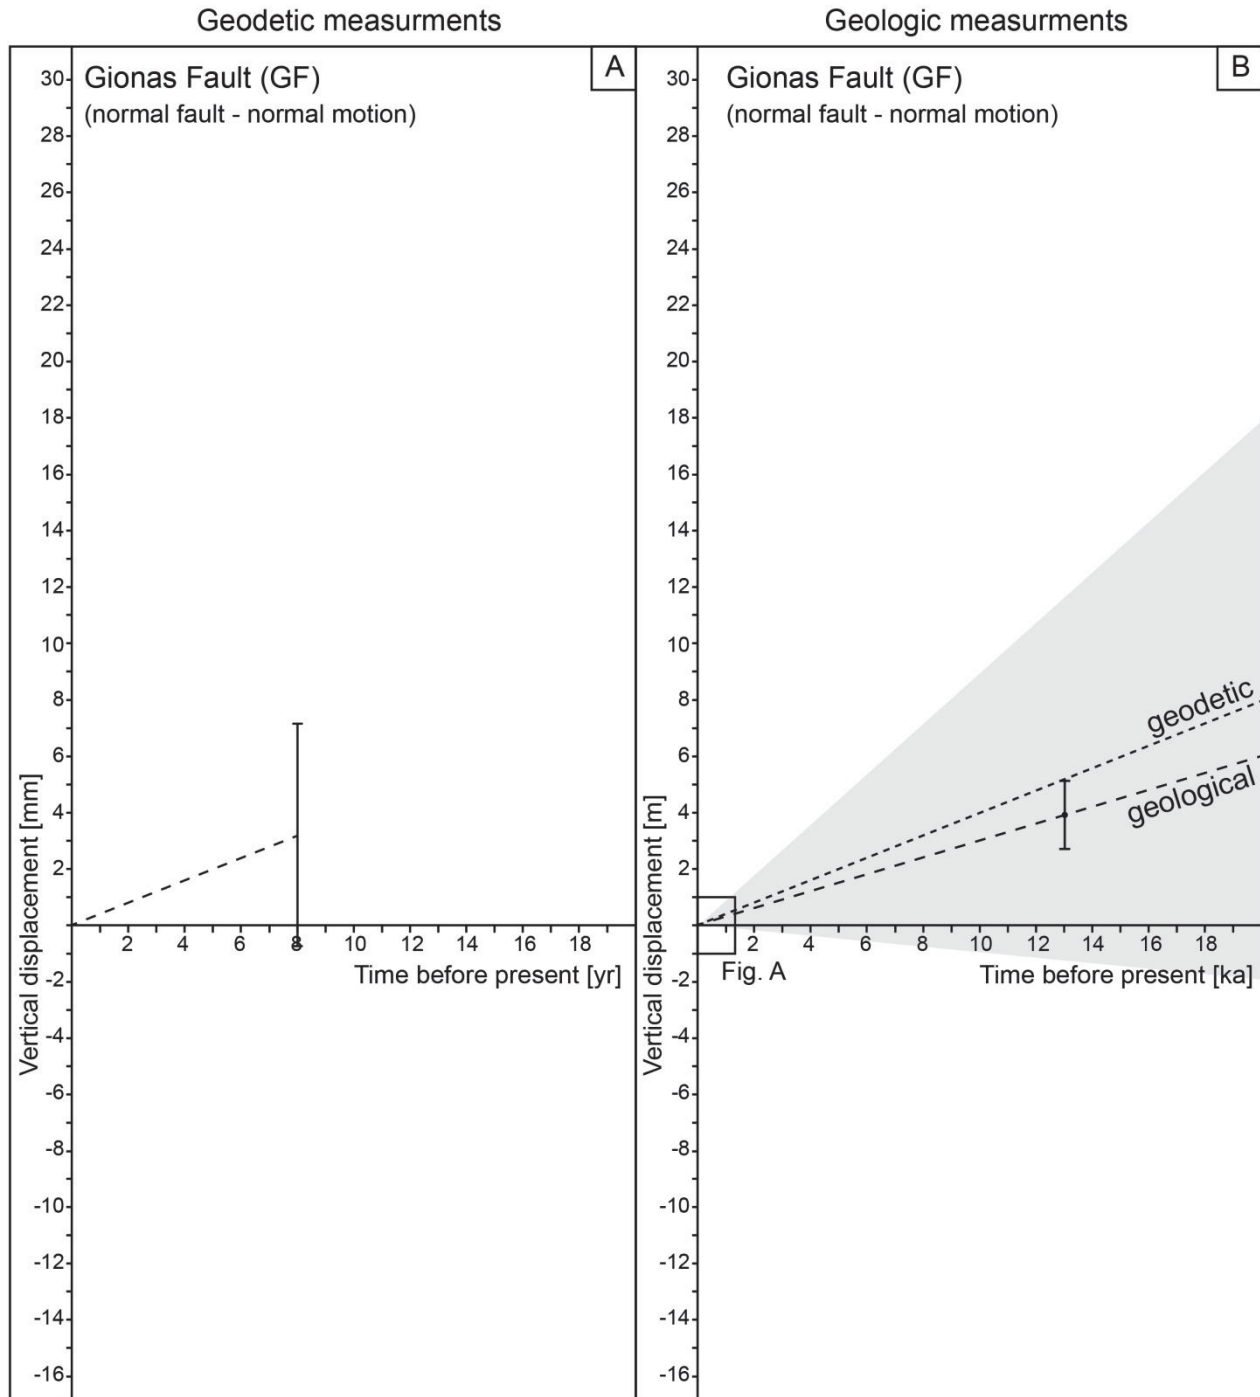 Geodetic measurments
Geologic measurments
A
Gionas Fault (GF)
(normal fault - normal motion)
30
28
26
24
22
20
18
16
14
12
10
8
6
4
2
-2
-4
-6
-8
-10
-12
-14
-16
Vertical displacement [mm]
2 4 6 8 10 12 14 16 18
Time before present [yr]
B
Gionas Fault (GF)
(normal fault - normal motion)
30
28
26
24
22
20
18
16
14
12
10
8
6
4
2
-2
-4
-6
-8
-10
-12
-14
-16
Vertical displacement [m]
geodetic
geological
2 4 6 8 10 12 14 16 18
Fig. A
Time before present [ka]